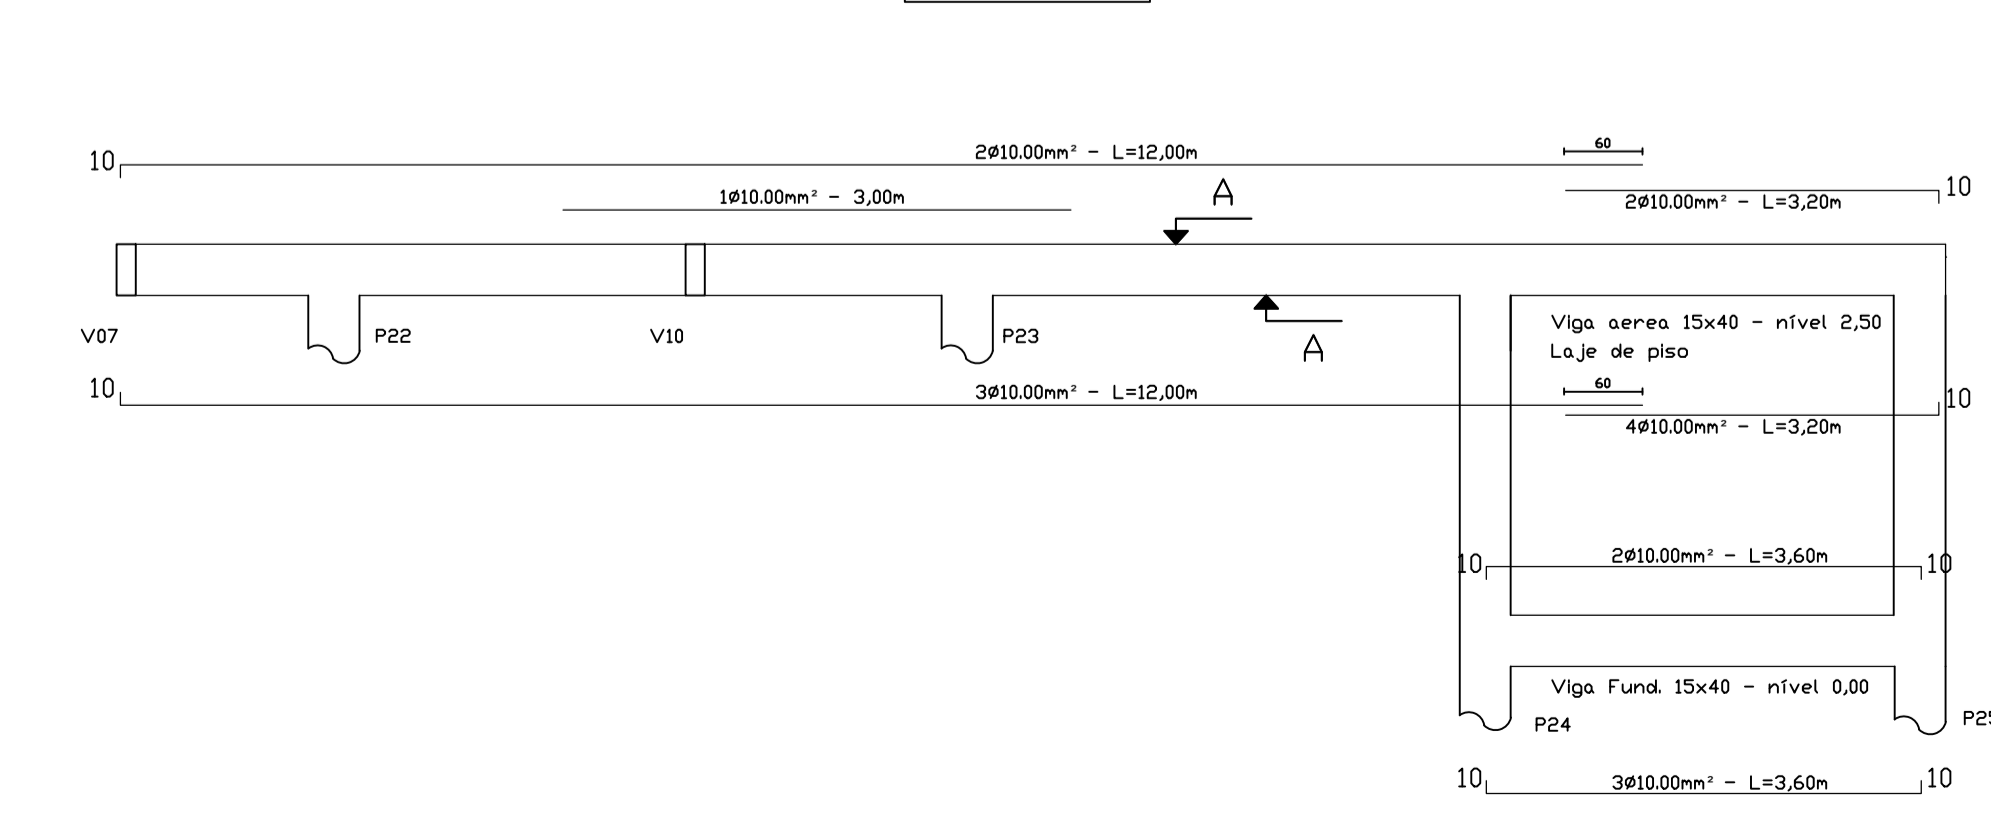 60
10
2ø10.00mm² - L=12,00m
10
1ø10.00mm² - 3,00m
A
2ø10.00mm² - L=3,20m
Viga aerea 15x40 - nível 2,50
V07
P22
V10
P23
A
Laje de piso
60
10
3ø10.00mm² - L=12,00m
10
4ø10.00mm² - L=3,20m
10
2ø10.00mm² - L=3,60m
10
Viga Fund. 15x40 - nível 0,00
P24
P25
10
3ø10.00mm² - L=3,60m
10